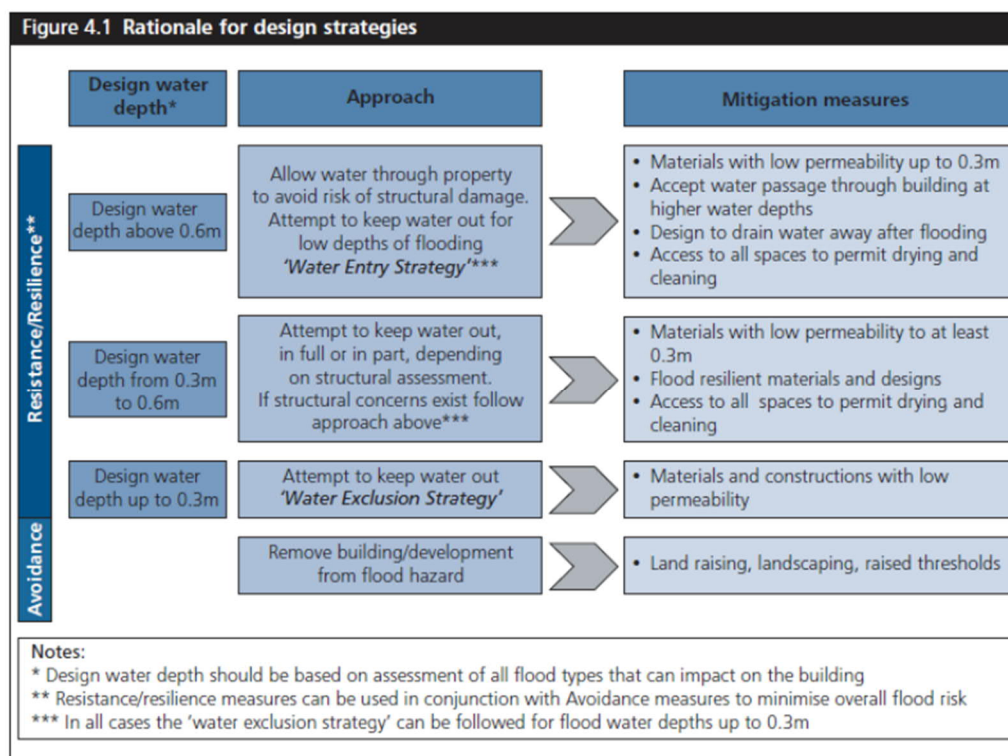 Figure 4.1 Rationale for design strategies
Design water
depth*
Approach
Mitigation measures
Resistance/Resilience**
Design water
depth above 0.6m
Allow water through property
to avoid risk of structural damage.
Attempt to keep water out for
low depths of flooding
'Water Entry Strategy'***
• Materials with low permeability up to 0.3m
• Accept water passage through building at
higher water depths
• Design to drain water away after flooding
• Access to all spaces to permit drying and
cleaning
Design water
depth from 0.3m
to 0.6m
Attempt to keep water out,
in full or in part, depending
on structural assessment.
If structural concerns exist follow
approach above***
• Materials with low permeability to at least
0.3m
• Flood resilient materials and designs
• Access to all spaces to permit drying and
cleaning
Design water
depth up to 0.3m
Attempt to keep water out
'Water Exclusion Strategy'
• Materials and constructions with low
permeability
Avoidance
Remove building/development
from flood hazard
• Land raising, landscaping, raised thresholds
Notes:
* Design water depth should be based on assessment of all flood types that can impact on the building
** Resistance/resilience measures can be used in conjunction with Avoidance measures to minimise overall flood risk
*** In all cases the 'water exclusion strategy' can be followed for flood water depths up to 0.3m